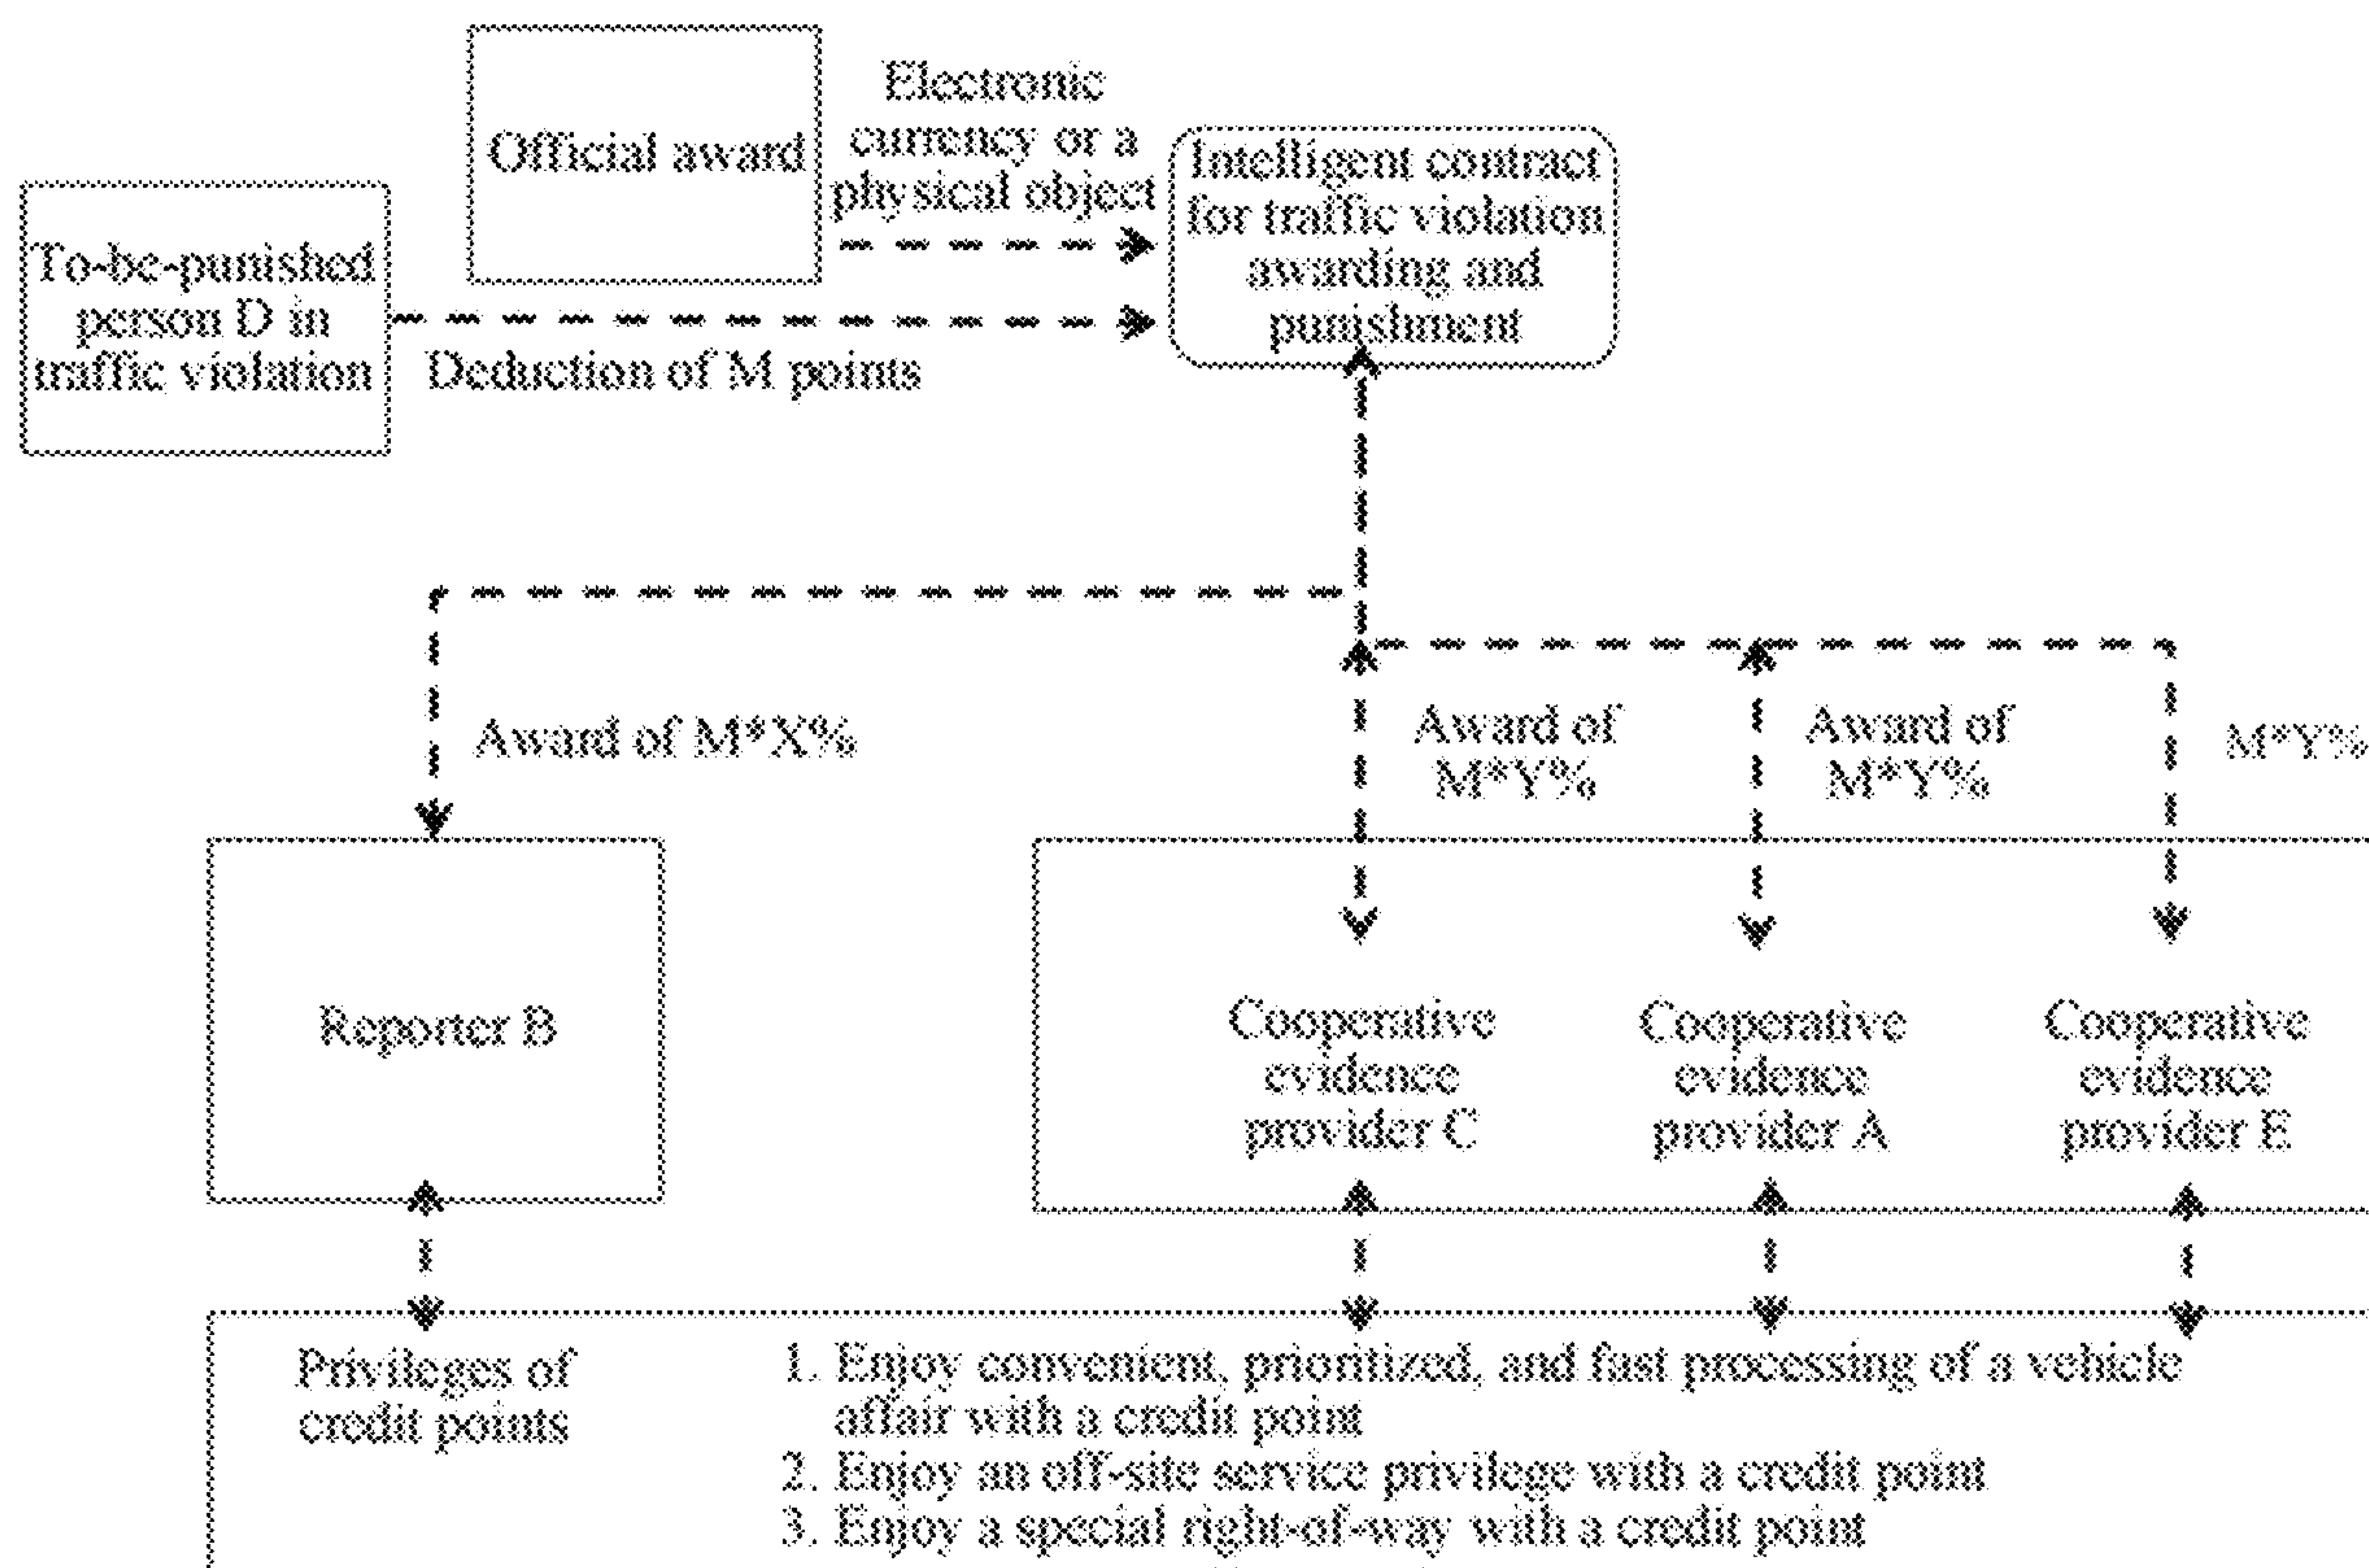 Official award
Electronic
currency or a
physical object
Intelligent contract
for traffic violation
awarding and
punishment
To-be-punished
person D in
traffic violation
Deduction of M points
Award of M*X%
Award of
M*Y%
Award of
M*Y%
M*Y%
Reporter B
Cooperative
evidence
provider C
Cooperative
evidence
provider A
Cooperative
evidence
provider E
Privileges of
credit points
1. Enjoy convenient, prioritized, and fast processing of a vehicle
affair with a credit point
2. Enjoy an off-site service privilege with a credit point
3. Enjoy a special right-of-way with a credit point